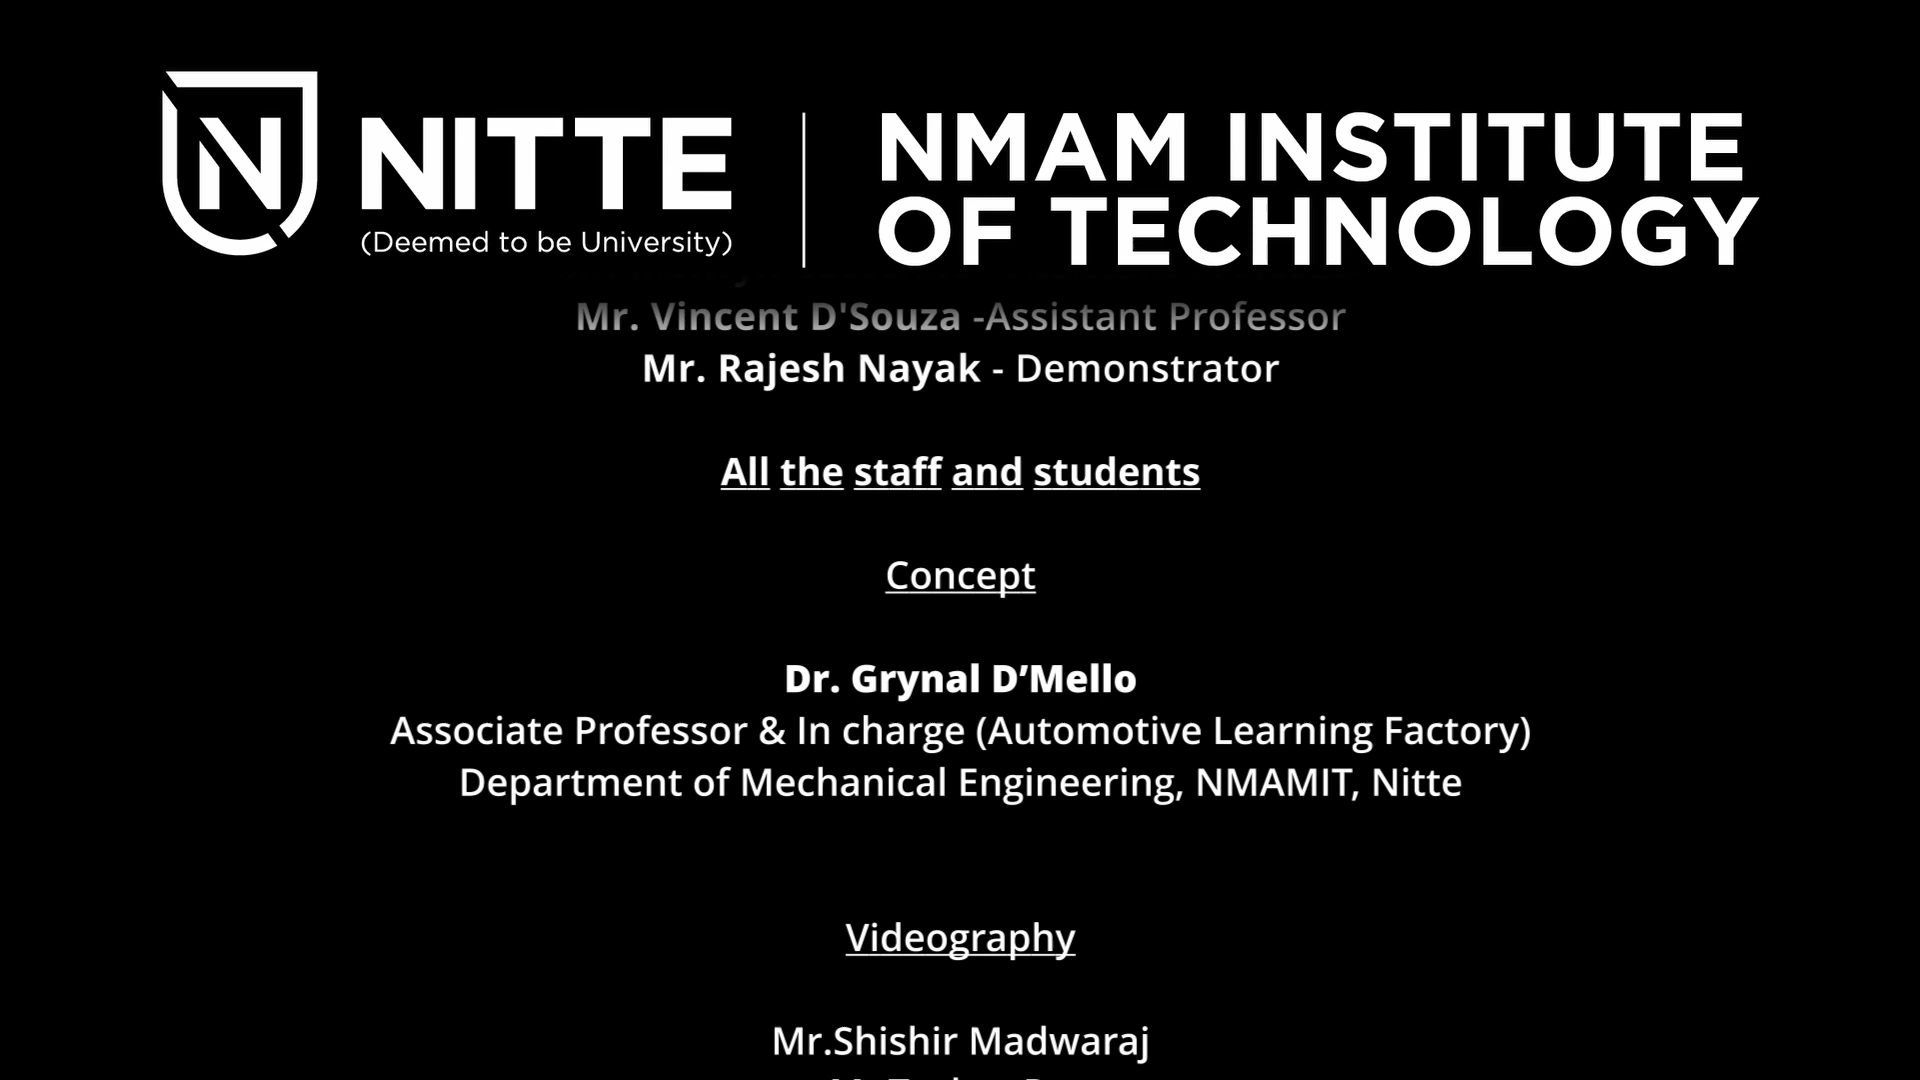 N NITTE
(Deemed to be University)
NMAM INSTITUTE
OF TECHNOLOGY
Mr. Vincent D'Souza -Assistant Professor
Mr. Rajesh Nayak - Demonstrator
All the staff and students
Concept
Dr. Grynal D’Mello
Associate Professor & In charge (Automotive Learning Factory)
Department of Mechanical Engineering, NMAMIT, Nitte
Videography
Mr.Shishir Madwaraj